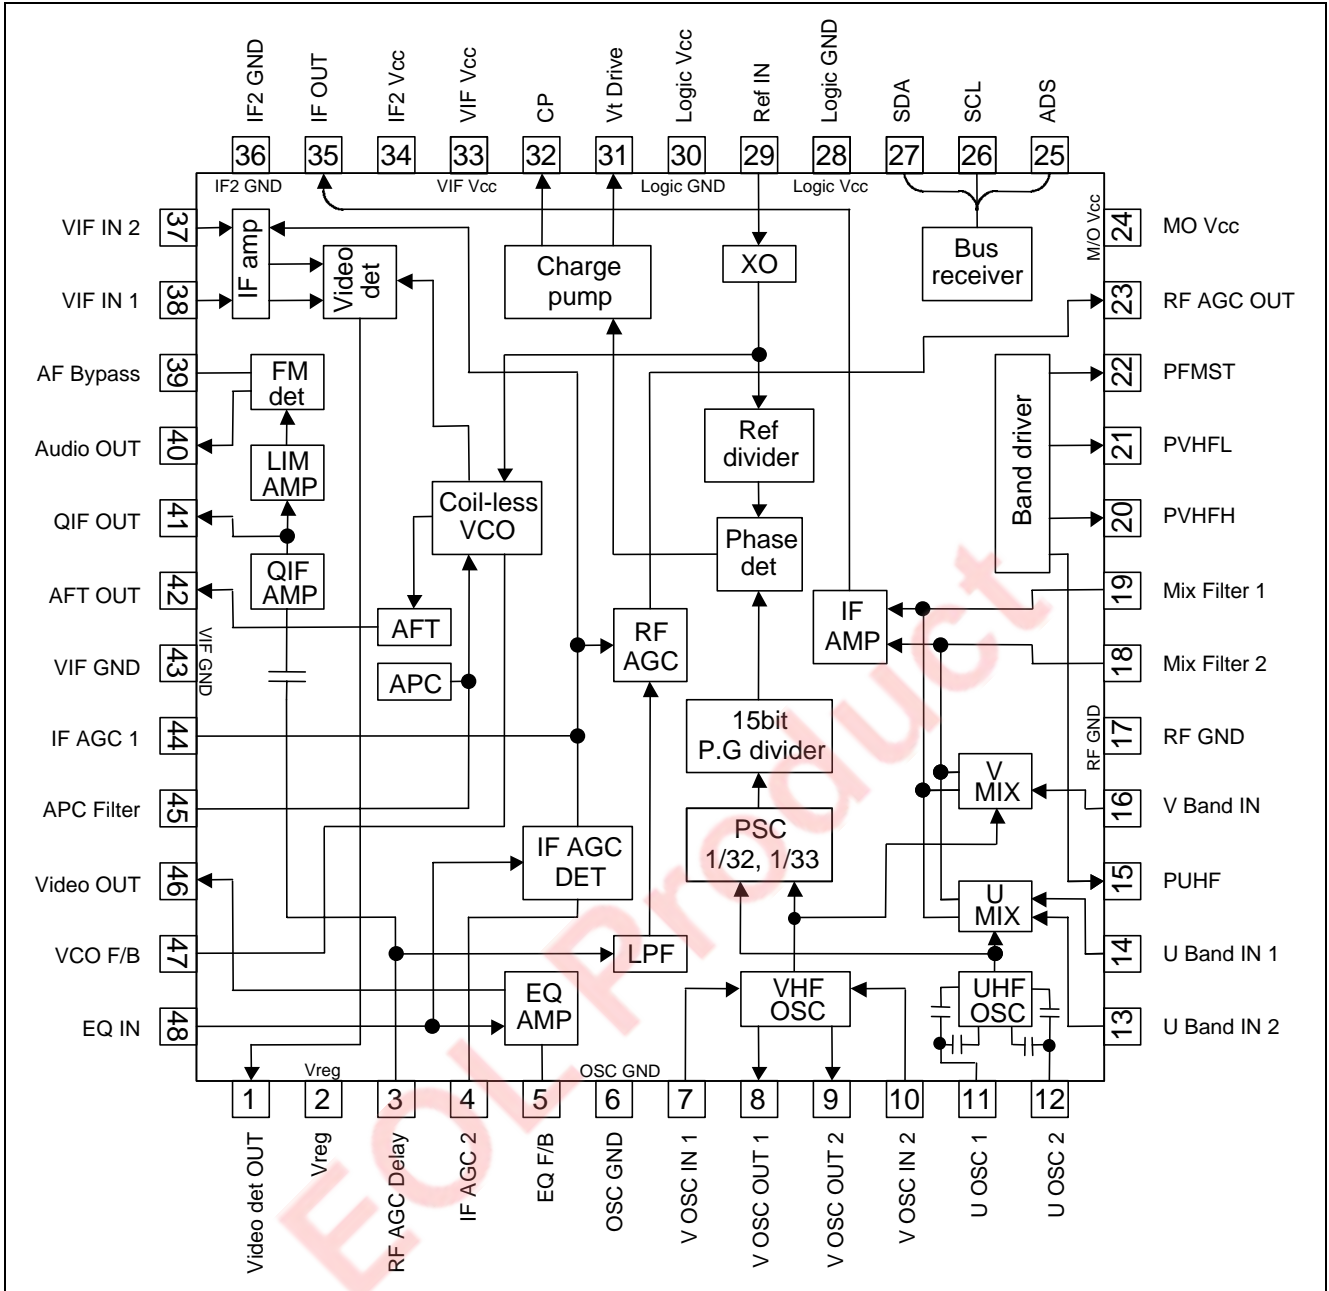 IF2 GND
IF OUT
IF2 Vcc
VIF Vcc
CP
Vt Drive
Logic Vcc
Ref IN
Logic GND
SDA
SCL
ADS
36
35
34
33
32
31
30
29
28
27
26
25
IF2 GND
VIF Vcc
Logic GND
Logic Vcc
VIF IN 2
37
VIF IN 1
38
AF Bypass
39
Audio OUT
40
QIF OUT
41
AFT OUT
42
VIF GND
43
VIF GND
IF AGC 1
44
APC Filter
45
Video OUT
46
VCO F/B
47
EQ IN
48
IF amp
Video
det
Charge
pump
XO
Bus
receiver
FM
det
LIM
AMP
QIF
AMP
Coil-less
VCO
AFT
APC
Ref
divider
Phase
det
RF
AGC
IF
AMP
Band driver
15bit
P.G divider
PSC
1/32, 1/33
V
MIX
U
MIX
IF AGC
DET
LPF
EQ
AMP
VHF
OSC
UHF
OSC
M/O Vcc
24
MO Vcc
23
RF AGC OUT
22
PFMST
21
PVHFL
20
PVHFH
19
Mix Filter 1
18
Mix Filter 2
RF GND
17
RF GND
16
V Band IN
15
PUHF
14
U Band IN 1
13
U Band IN 2
Vreg
OSC GND
1
2
3
4
5
6
7
8
9
10
11
12
Video det OUT
Vreg
RF AGC Delay
IF AGC 2
EQ F/B
OSC GND
V OSC IN 1
V OSC OUT 1
V OSC OUT 2
V OSC IN 2
U OSC 1
U OSC 2
EOL Product